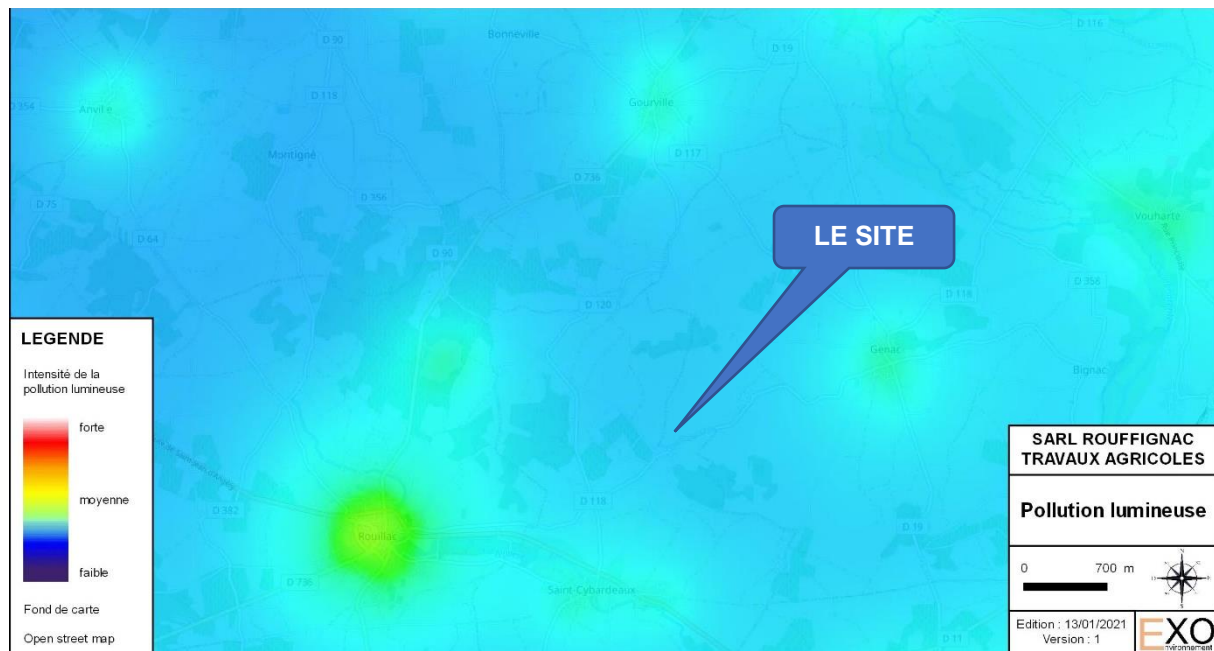 D 116
D 90
Bonneville
D 19
D 354
Anville
D 118
Gourville
Montigné
D 117
D 736
D 75
D 356
Vouharte
D 64
LE SITE
D 90
D 120
D 118
D 358
Genac
Bignac
LEGENDE
Intensité de la
pollution lumineuse
forte
moyenne
faible
Fond de carte
Open street map
D 118
D 382
D 19
Rouillac
D 736
Saint-Cybardeaux
D 11
SARL ROUFFIGNAC
TRAVAUX AGRICOLES
Pollution lumineuse
0 700 m
Edition : 13/01/2021
Version : 1
EXO
environnement